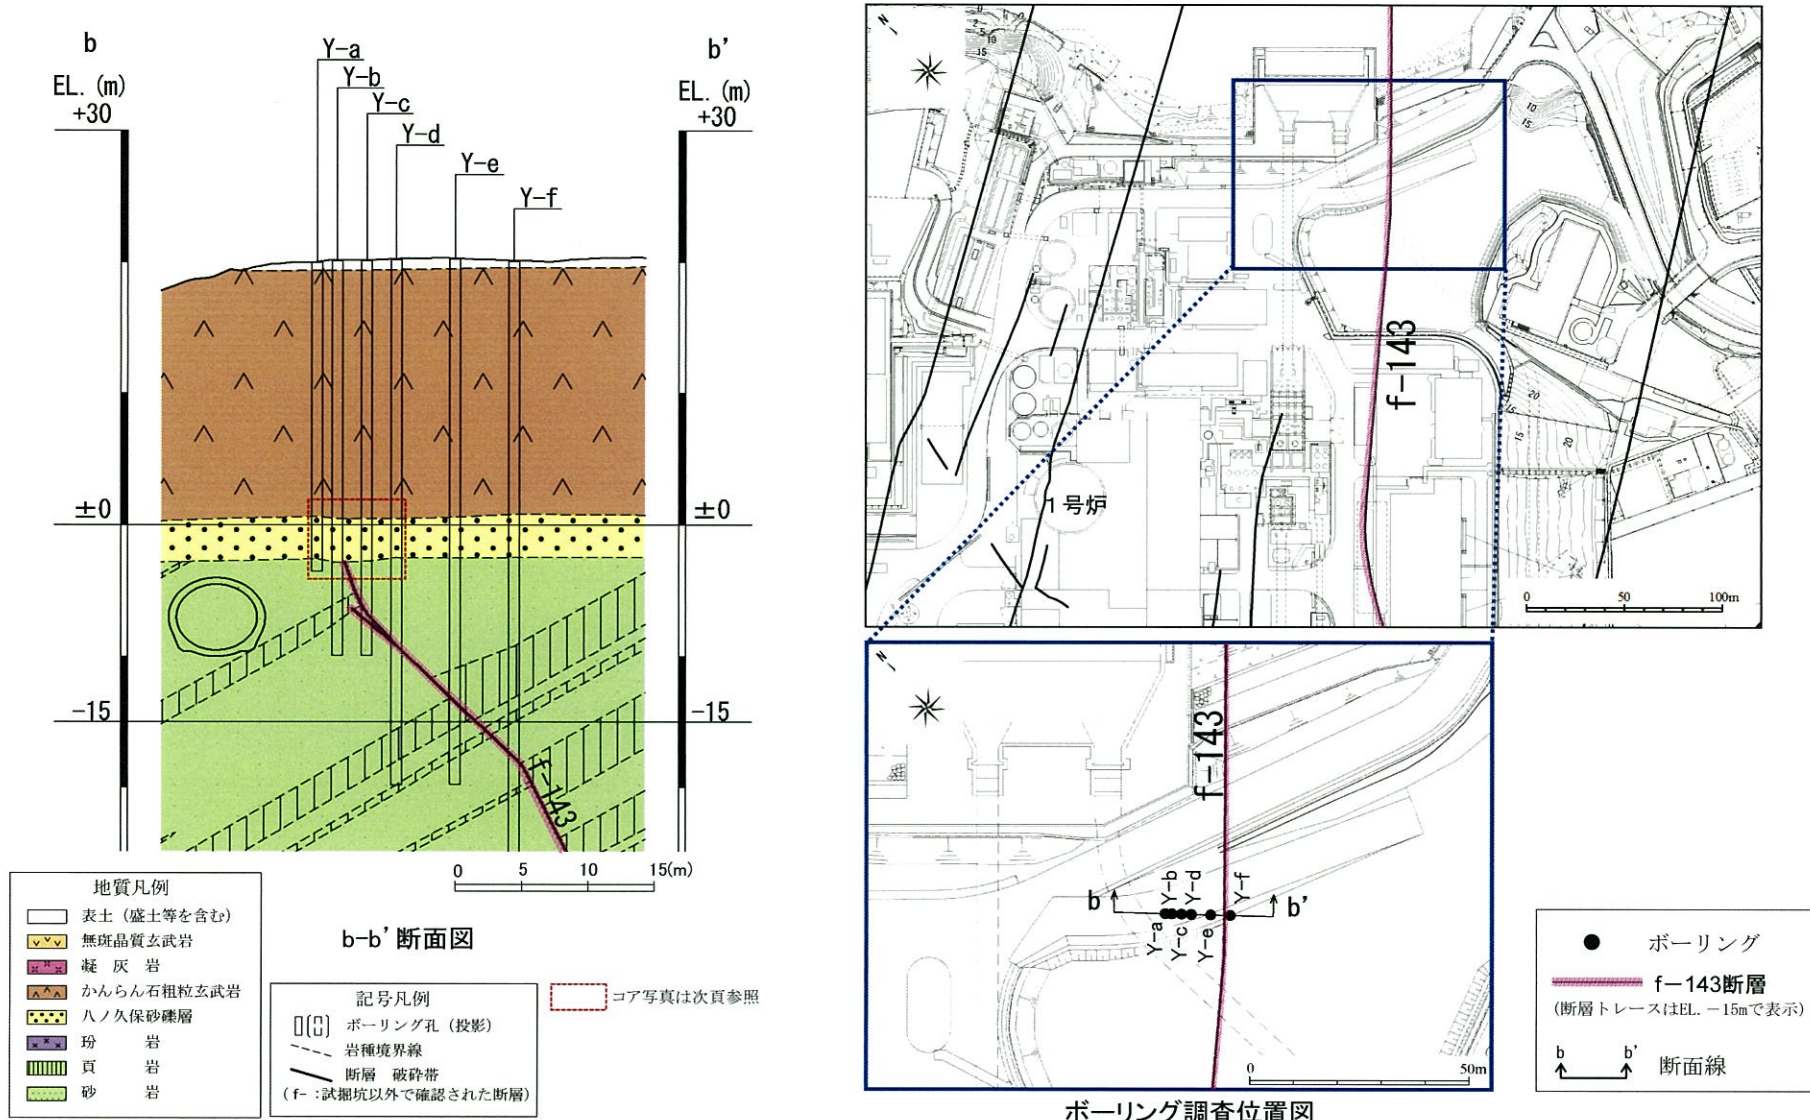 b
EL. (m)
+30
±0
-15
Y-a
Y-b
Y-c
Y-d
Y-e
Y-f
b'
EL. (m)
+30
±0
-15
f-143
0 5 10 15(m)
b-b' 断面図
地質凡例
表土 (盛土等を含む)
無斑晶質玄武岩
凝 灰 岩
かんらん石粗粒玄武岩
八ノ久保砂礫層
玢 岩
頁 岩
砂 岩
記号凡例
ボーリング孔 (投影)
岩種境界線
断層 破砕帯
(f- :試掘坑以外で確認された断層)
コア写真は次頁参照
N
f-143
1号炉
0 50 100m
10
15
20
15
15
20
N
f-143
b
Y-a
Y-b
Y-c
Y-d
Y-e
Y-f
b'
0 50m
ボーリング調査位置図
ボーリング
f-143断層
(断層トレースはEL. -15mで表示)
b b'
断面線